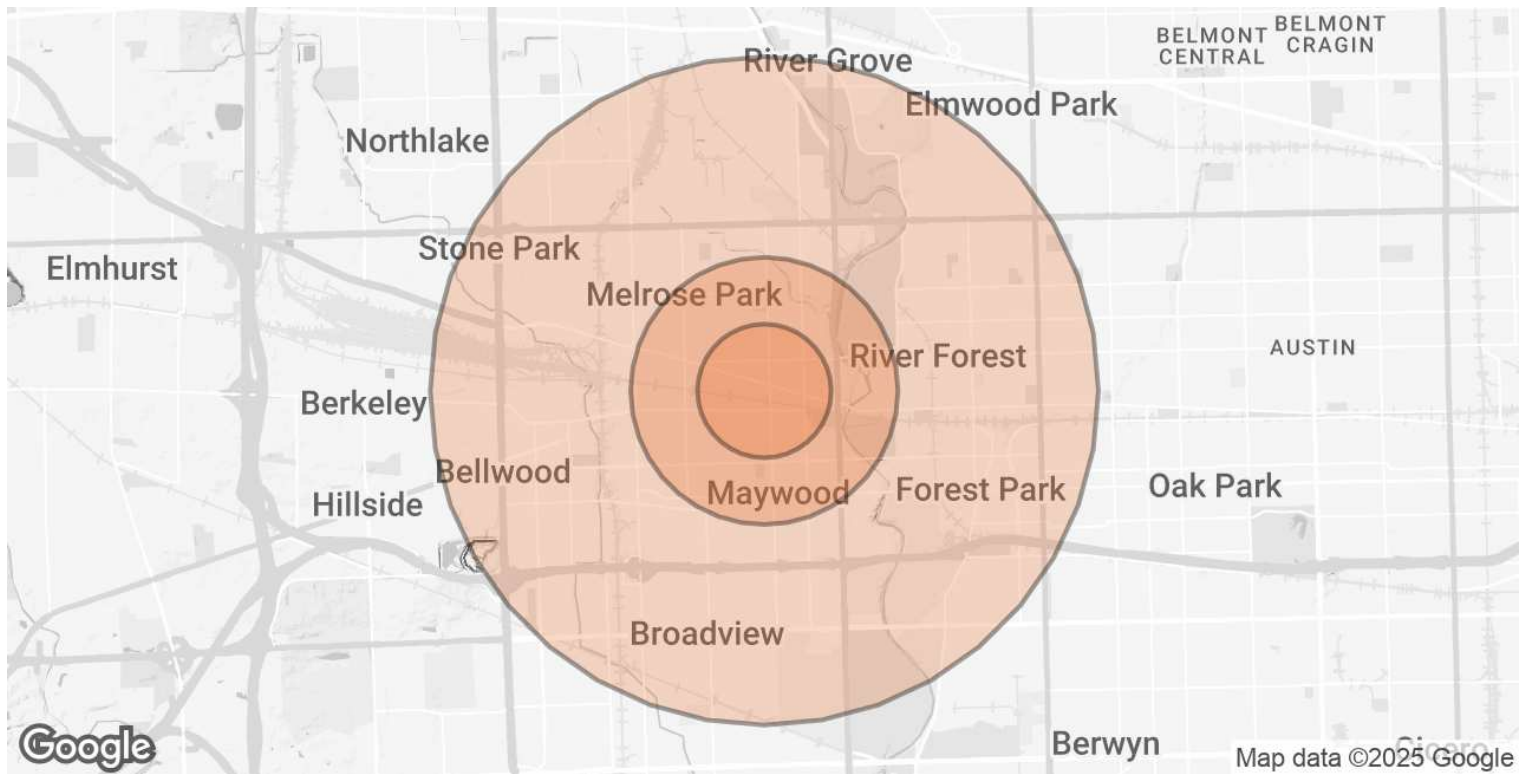 BELMONT
CENTRAL
BELMONT
CRAGIN
River Grove
Elmwood Park
Northlake
Stone Park
Elmhurst
Melrose Park
AUSTIN
River Forest
Berkeley
Bellwood
Hillside
Maywood
Forest Park
Oak Park
Broadview
Berwyn
Cicero
Google
Map data ©2025 Google